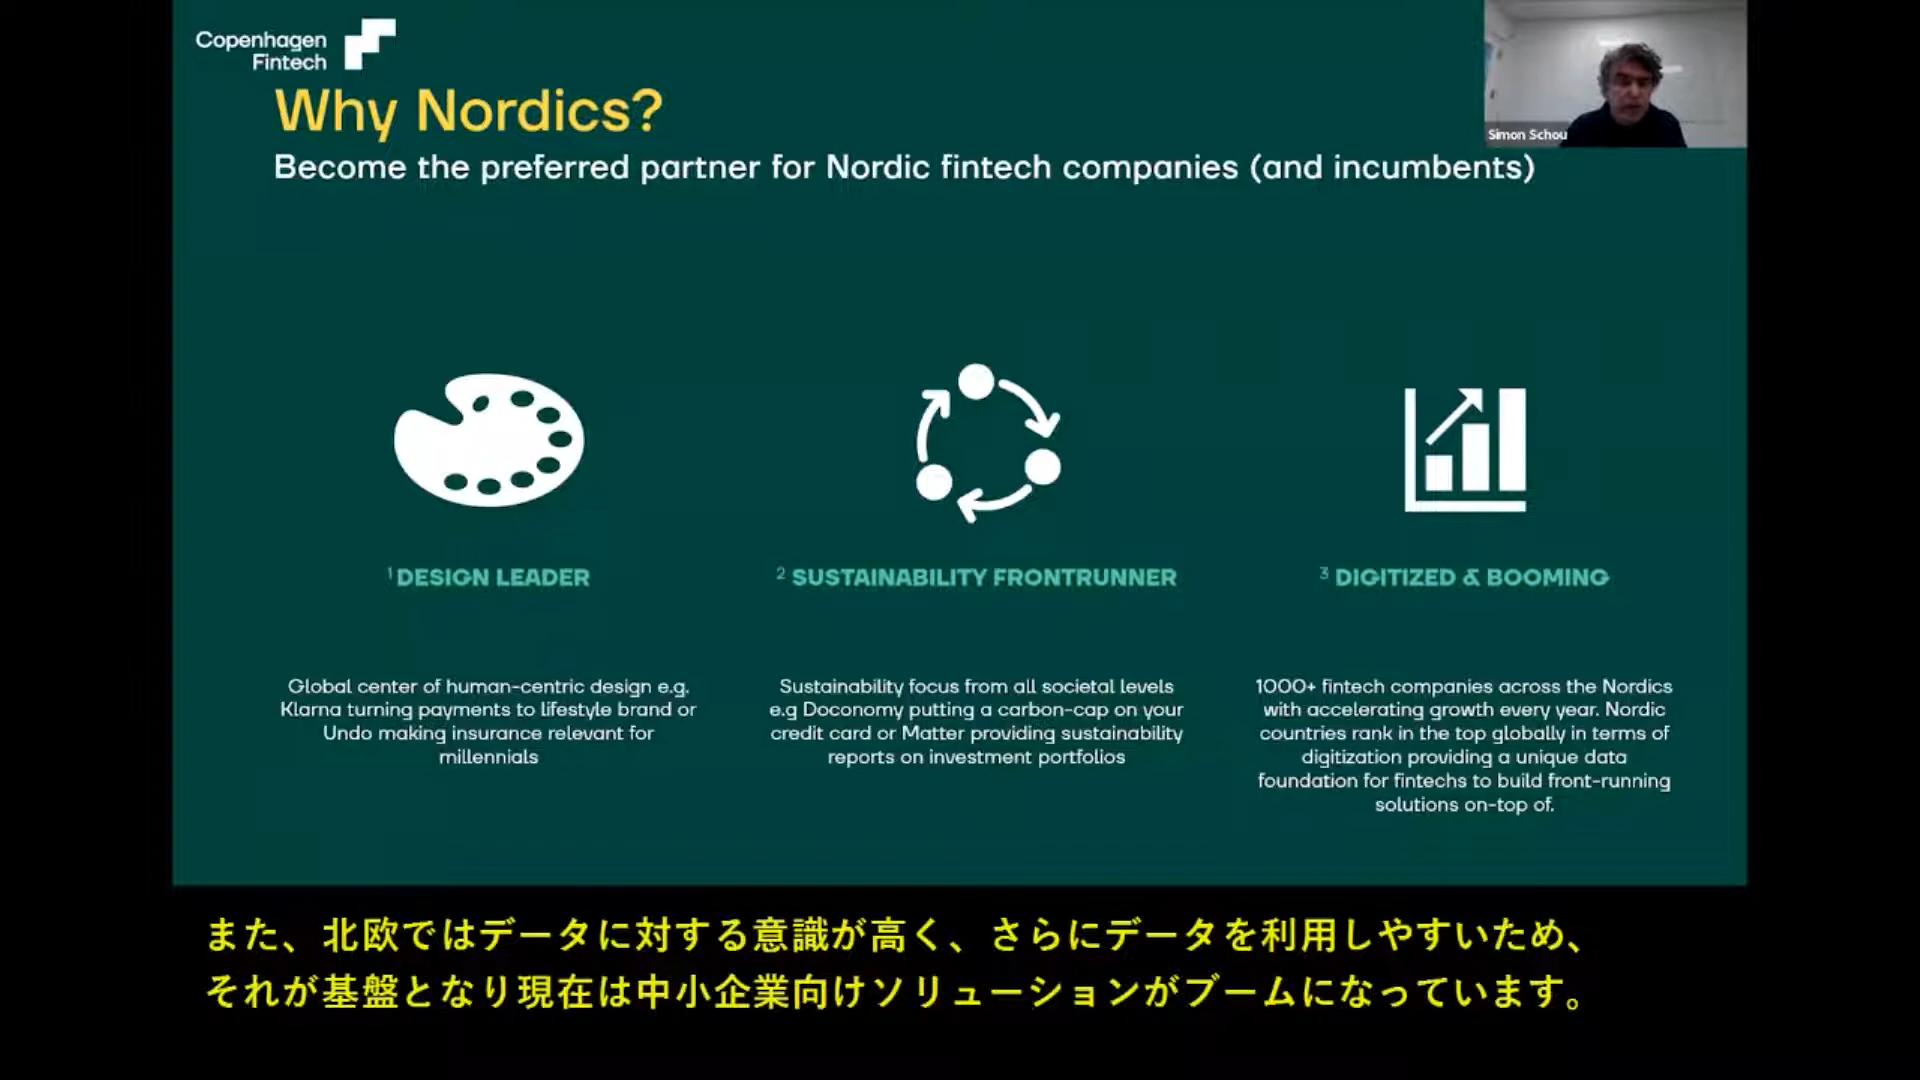 Copenhagen
Fintech
Why Nordics?
Become the preferred partner for Nordic fintech companies (and incumbents)
Simon Schou
1 DESIGN LEADER
Global center of human-centric design e.g.
Klarna turning payments to lifestyle brand or
Undo making insurance relevant for
millennials
2 SUSTAINABILITY FRONTRUNNER
Sustainability focus from all societal levels
e.g Doconomy putting a carbon-cap on your
credit card or Matter providing sustainability
reports on investment portfolios
3 DIGITIZED & BOOMING
1000+ fintech companies across the Nordics
with accelerating growth every year. Nordic
countries rank in the top globally in terms of
digitization providing a unique data
foundation for fintechs to build front-running
solutions on-top of.
また、北欧ではデータに対する意識が高く、さらにデータを利用しやすいため、
それが基盤となり現在は中小企業向けソリューションがブームになっています。